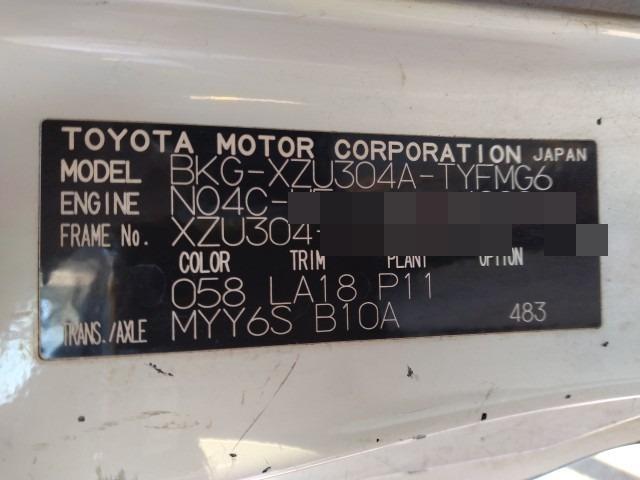 TOYOTA MOTOR CORPORATION JAPAN
MODEL BKG-XZU304A-TYFMG6
ENGINE N04C-
FRAME No. XZU304-
COLOR TRIM PLANT OPTION
058 LA18 P11
TRANS./AXLE MYY6S B10A 483